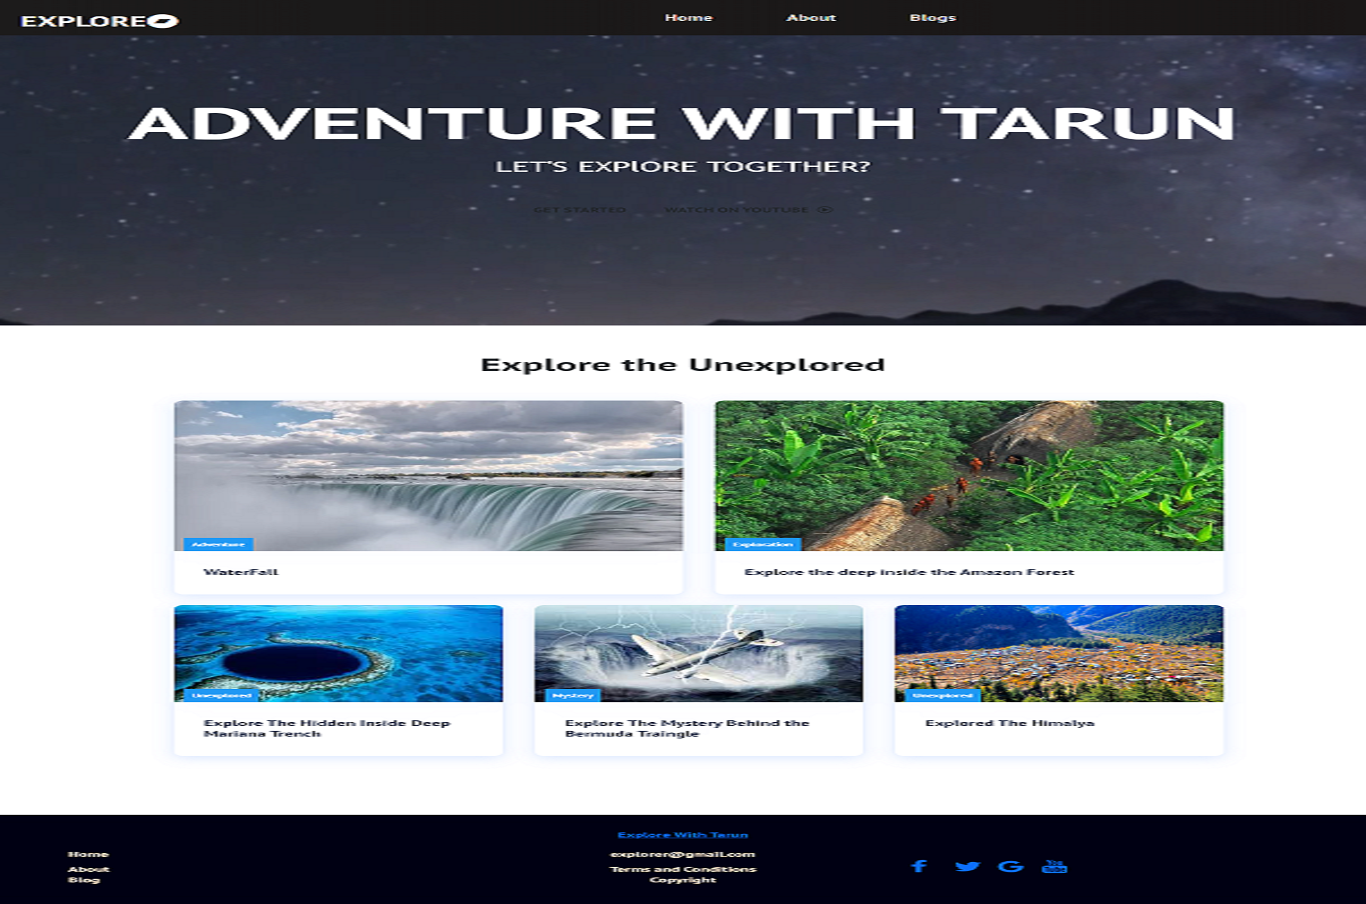 EXPLORE
Home About Blogs
ADVENTURE WITH TARUN
LET'S EXPlORE TOGETHER?
GET STARTED WATCH ON YOUTUBE
Explore the Unexplored
Adventure
WaterFall
Exploration
Explore the deep inside the Amazon Forest
Unexplored
Explore The Hidden Inside Deep
Mariana Trench
Mystery
Explore The Mystery Behind the
Bermuda Traingle
Unexplored
Explored The Himalya
Explore With Tarun
Home
About
Blog
explorer@gmail.com
Terms and Conditions
Copyright
You
Tube